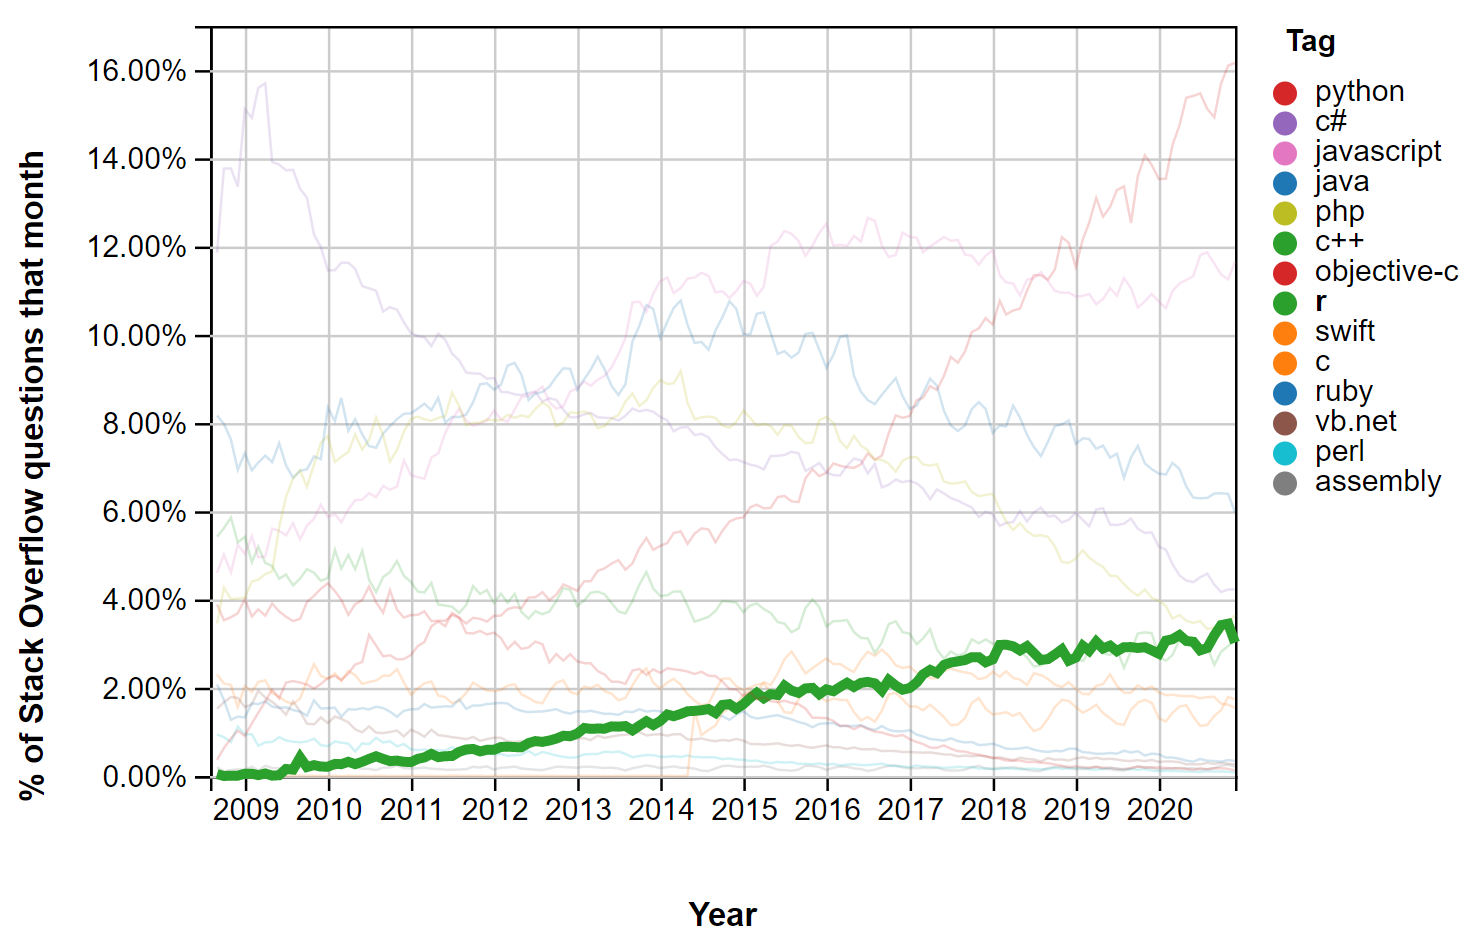 % of Stack Overflow questions that month
16.00%
14.00%
12.00%
10.00%
8.00%
6.00%
4.00%
2.00%
0.00%
2009 2010 2011 2012 2013 2014 2015 2016 2017 2018 2019 2020
Year
Tag
python
c#
javascript
java
php
c++
objective-c
r
swift
c
ruby
vb.net
perl
assembly